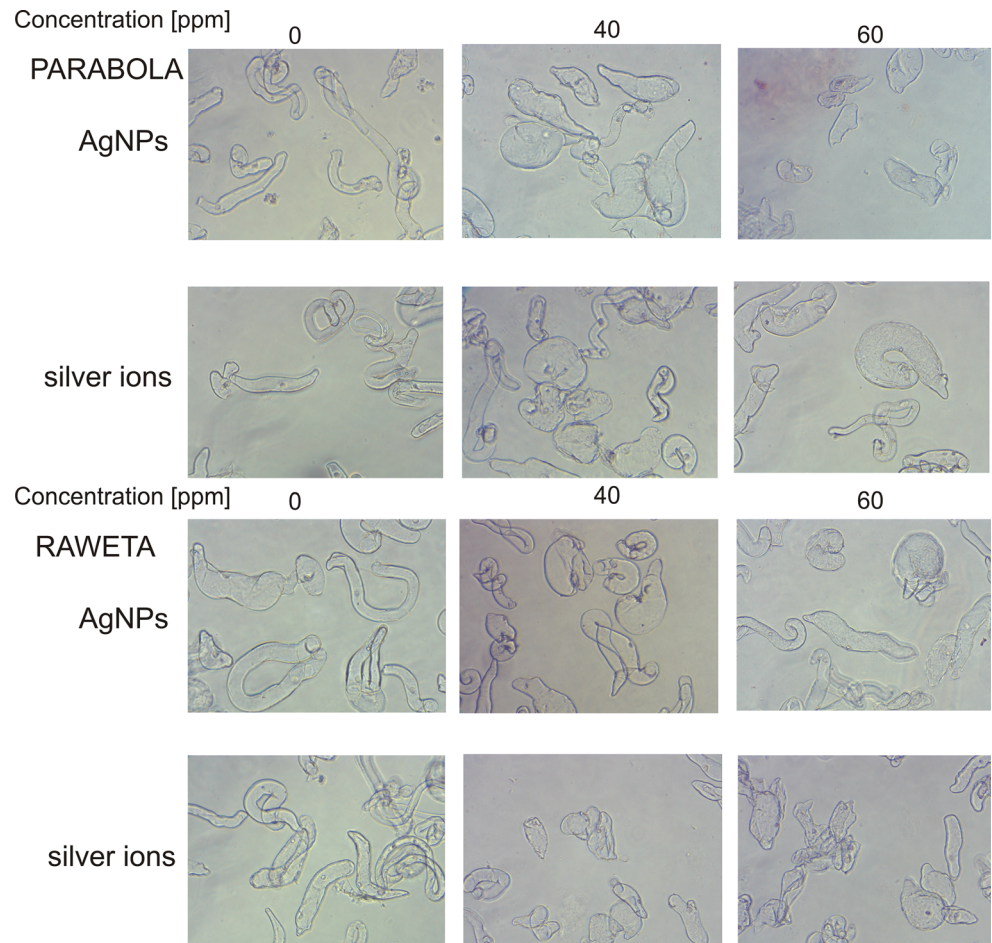 Concentration [ppm] 0 40 60
PARABOLA
AgNPs
silver ions
Concentration [ppm] 0 40 60
RAWETA
AgNPs
silver ions